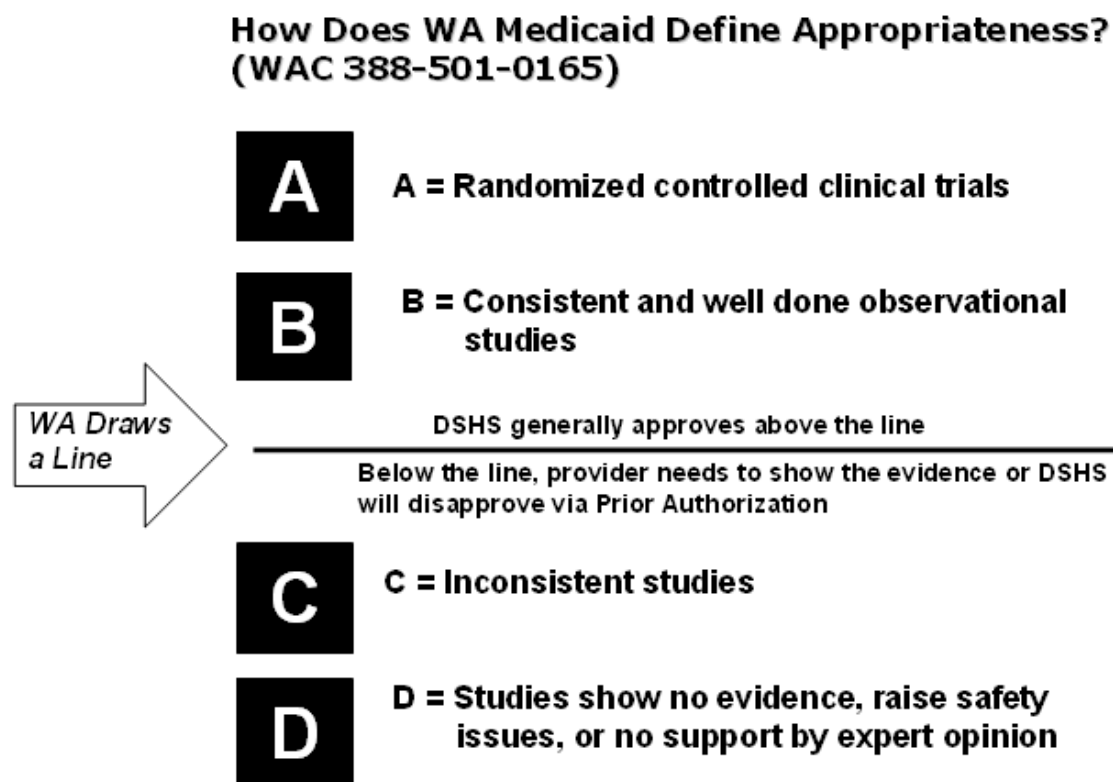 How Does WA Medicaid Define Appropriateness?
(WAC 388-501-0165)
A
A = Randomized controlled clinical trials
B
B = Consistent and well done observational
studies
WA Draws
a Line
DSHS generally approves above the line
Below the line, provider needs to show the evidence or DSHS
will disapprove via Prior Authorization
C
C = Inconsistent studies
D
D = Studies show no evidence, raise safety
issues, or no support by expert opinion